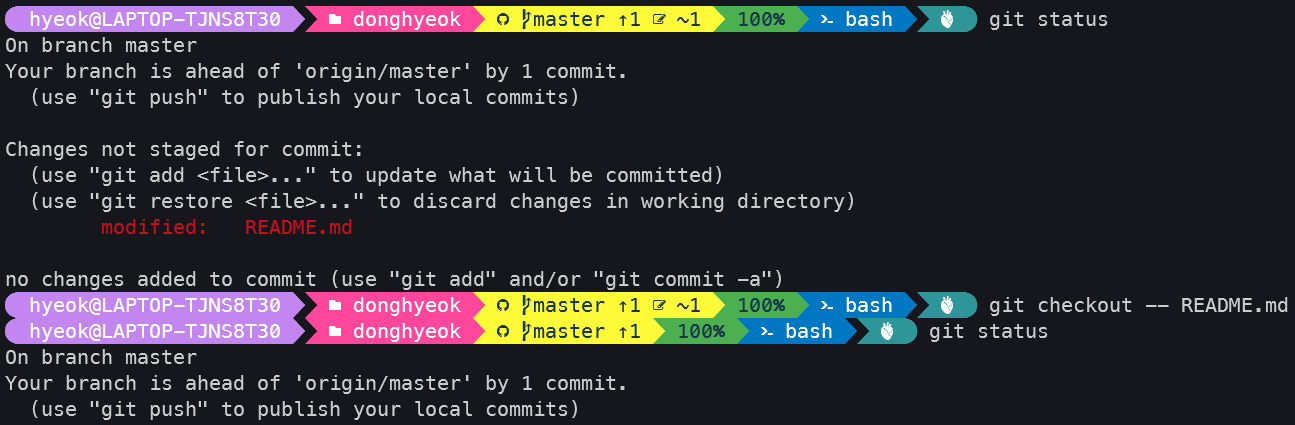 hyeok@LAPTOP-TJNS8T30 donghyeok master ↑1 ~1 100% bash git status
On branch master
Your branch is ahead of 'origin/master' by 1 commit.
  (use "git push" to publish your local commits)
Changes not staged for commit:
  (use "git add <file>..." to update what will be committed)
  (use "git restore <file>..." to discard changes in working directory)
        modified:   README.md
no changes added to commit (use "git add" and/or "git commit -a")
hyeok@LAPTOP-TJNS8T30 donghyeok master ↑1 ~1 100% bash git checkout -- README.md
hyeok@LAPTOP-TJNS8T30 donghyeok master ↑1 100% bash git status
On branch master
Your branch is ahead of 'origin/master' by 1 commit.
  (use "git push" to publish your local commits)